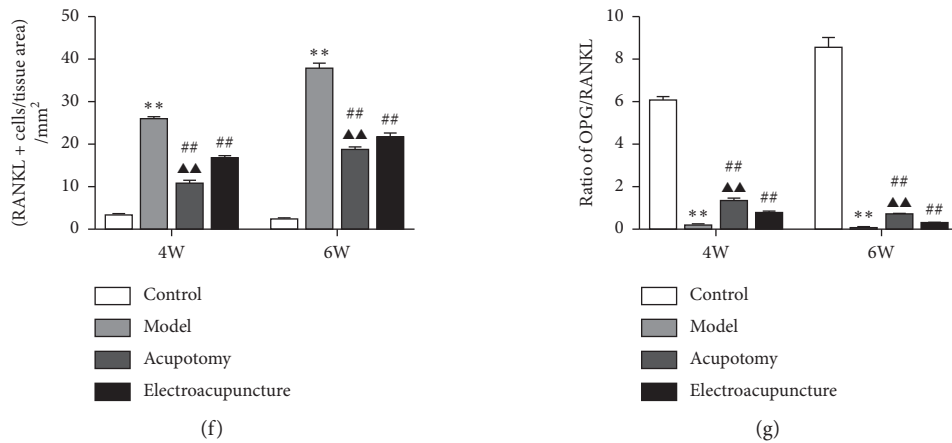 (RANKL + cells/tissue area)
/mm2
50
40
30
20
10
0
**
##
▲▲
##
**
##
▲▲
##
4W
6W
Control
Model
Acupotomy
Electroacupuncture
(f)
Ratio of OPG/RANKL
10
8
6
4
2
0
**
##
▲▲
##
**
##
▲▲
##
4W
6W
Control
Model
Acupotomy
Electroacupuncture
(g)